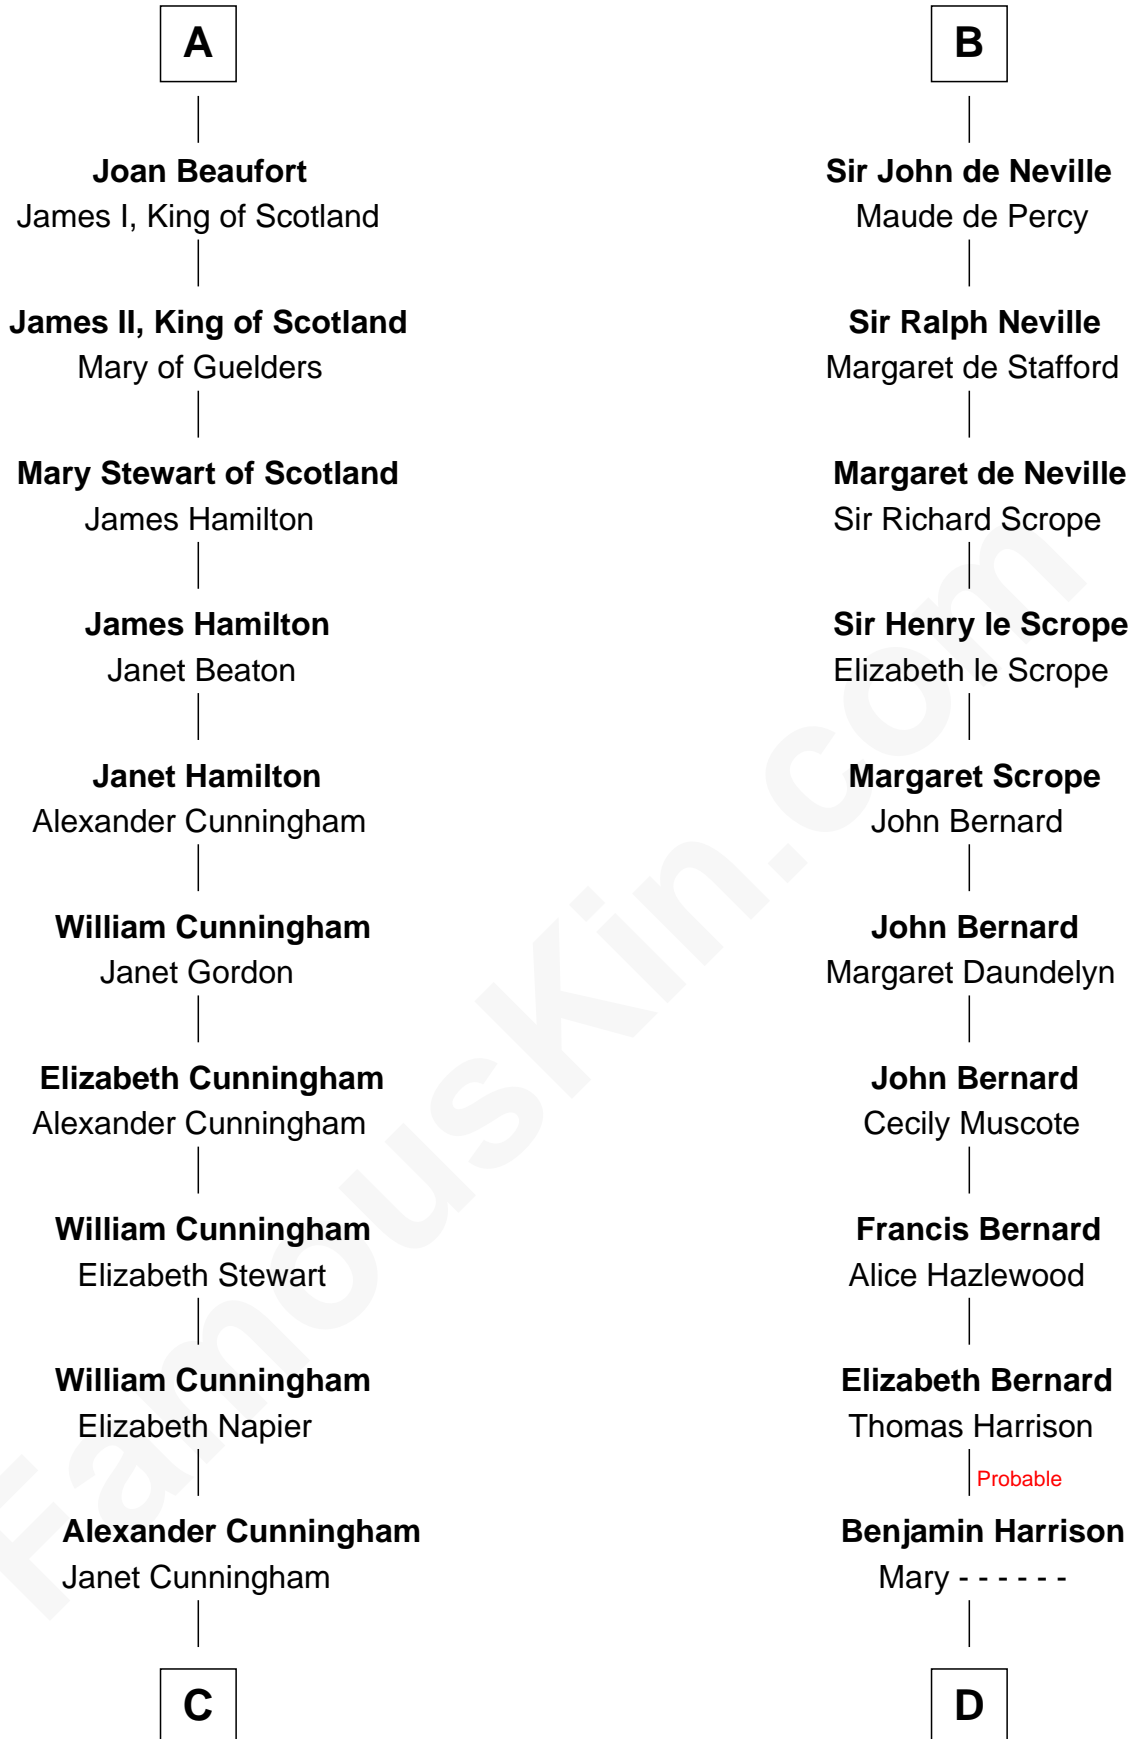 A
Joan Beaufort
James I, King of Scotland
James II, King of Scotland
Mary of Guelders
Mary Stewart of Scotland
James Hamilton
James Hamilton
Janet Beaton
Janet Hamilton
Alexander Cunningham
William Cunningham
Janet Gordon
Elizabeth Cunningham
Alexander Cunningham
William Cunningham
Elizabeth Stewart
William Cunningham
Elizabeth Napier
Alexander Cunningham
Janet Cunningham
C
B
Sir John de Neville
Maude de Percy
Sir Ralph Neville
Margaret de Stafford
Margaret de Neville
Sir Richard Scrope
Sir Henry le Scrope
Elizabeth le Scrope
Margaret Scrope
John Bernard
John Bernard
Margaret Daundelyn
John Bernard
Cecily Muscote
Francis Bernard
Alice Hazlewood
Elizabeth Bernard
Thomas Harrison
Probable
Benjamin Harrison
Mary - - - - - -
D
FamousKin.com